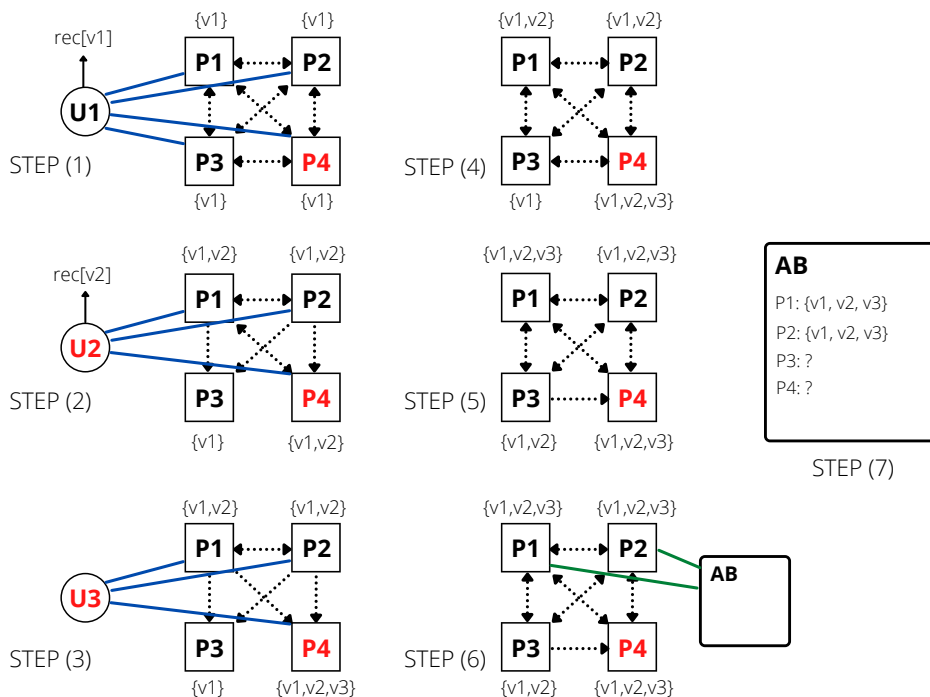 {v1} {v1}
rec[v1]
P1 P2
U1
P3 P4
STEP (1)
{v1} {v1}
{v1,v2} {v1,v2}
rec[v2]
P1 P2
U2
P3 P4
STEP (2)
{v1} {v1,v2}
{v1,v2} {v1,v2}
P1 P2
U3
P3 P4
STEP (3)
{v1} {v1,v2,v3}
{v1,v2} {v1,v2}
P1 P2
P3 P4
STEP (4)
{v1} {v1,v2,v3}
{v1,v2,v3} {v1,v2,v3}
P1 P2
P3 P4
STEP (5)
{v1,v2} {v1,v2,v3}
{v1,v2,v3} {v1,v2,v3}
P1 P2
AB
P3 P4
STEP (6)
{v1,v2} {v1,v2,v3}
AB
P1: {v1, v2, v3}
P2: {v1, v2, v3}
P3: ?
P4: ?
STEP (7)